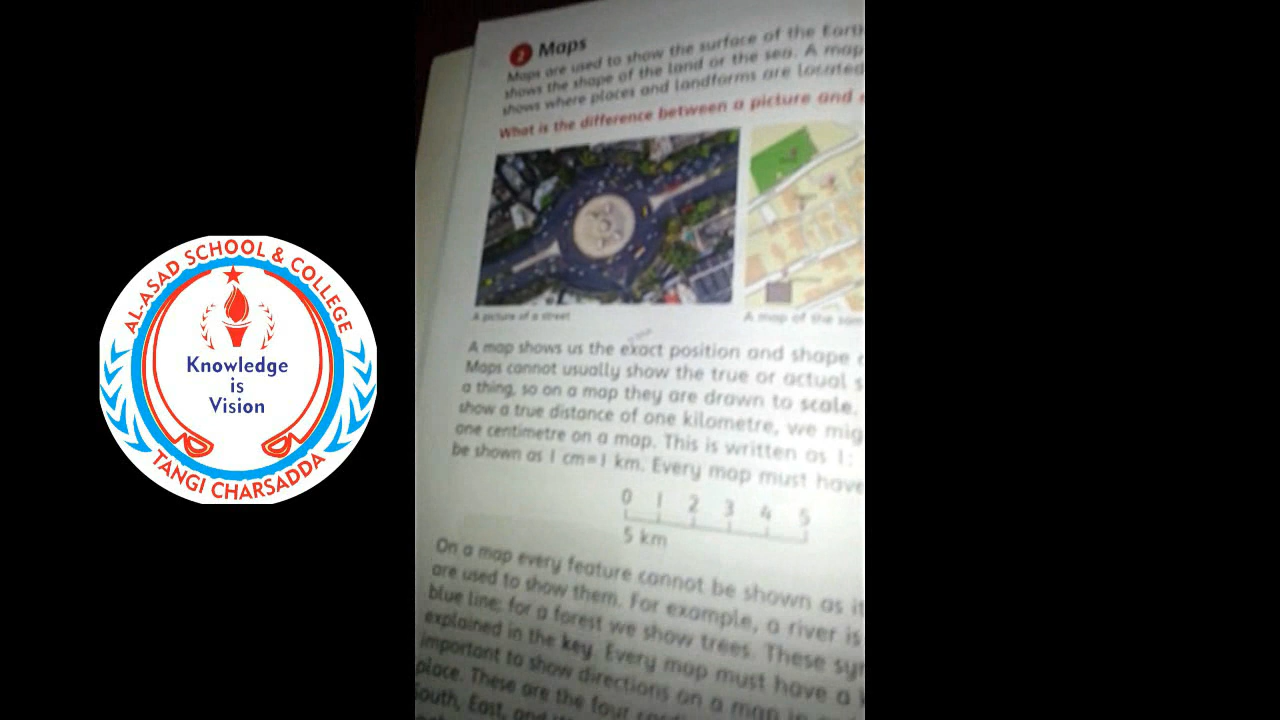 AL-ASAD SCHOOL & COLLEGE
Knowledge
is
Vision
TANGI CHARSADDA
2 Maps
Maps are used to show the surface of the Earth
shows the shape of the land or the sea. A map
shows where places and landforms are located
What is the difference between a picture and
A picture of a street
A map of the sam
A map shows us the exact position and shape
Maps cannot usually show the true or actual s
a thing, so on a map they are drawn to scale.
show a true distance of one kilometre, we mig
one centimetre on a map. This is written as 1:
be shown as 1 cm=1 km. Every map must have
0 1 2 3 4 5
5 km
On a map every feature cannot be shown as it
are used to show them. For example, a river is
blue line; for a forest we show trees. These sym
explained in the key. Every map must have a k
important to show directions on a map
place. These are the four
South, East, and